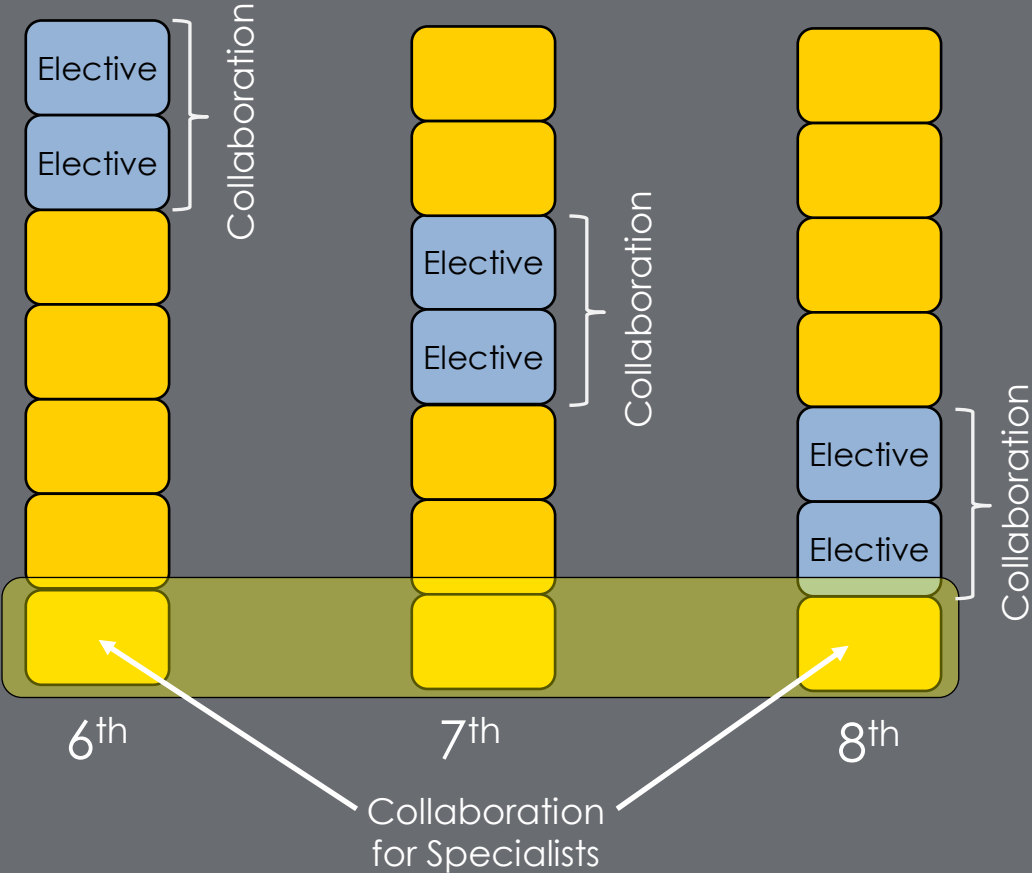 Elective
Elective
Collaboration
Elective
Elective
Collaboration
Elective
Elective
Collaboration
6th
7th
8th
Collaboration
for Specialists